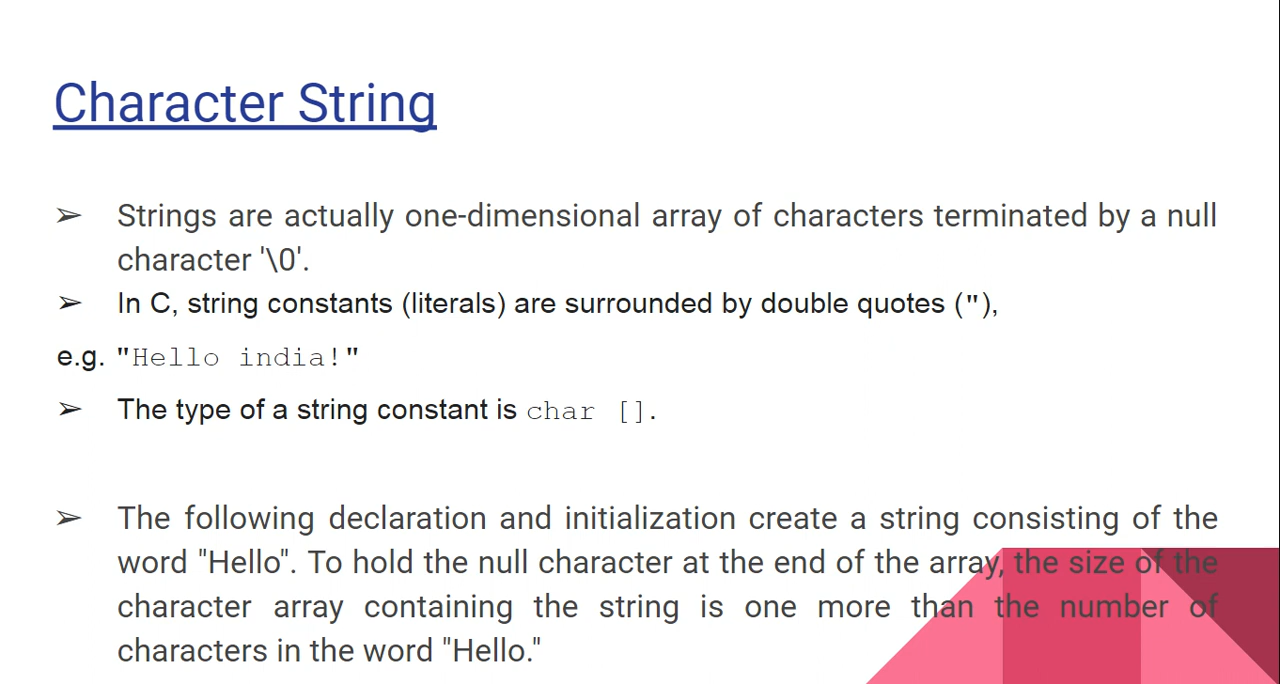 Character String
➢ Strings are actually one-dimensional array of characters terminated by a null
character '\0'.
➢ In C, string constants (literals) are surrounded by double quotes ("),
e.g. "Hello india!"
➢ The type of a string constant is char [].
➢ The following declaration and initialization create a string consisting of the
word "Hello". To hold the null character at the end of the array, the size of the
character array containing the string is one more than the number of
characters in the word "Hello."